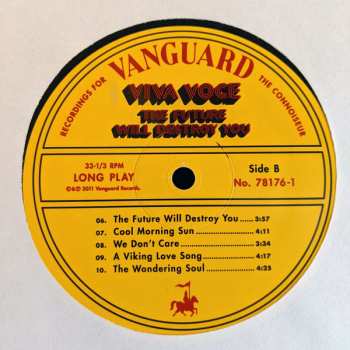 RECORDINGS FOR VANGUARD THE CONNOISEUR
VIVA VOCE
THE FUTURE
WILL DESTROY YOU
33-1/3 RPM
LONG PLAY
℗&© 2011 Vanguard Records.
Side B
No. 78176-1
06. The Future Will Destroy You ..... 3:57
07. Cool Morning Sun ................ 4:11
08. We Don't Care .................... 3:34
09. A Viking Love Song .............. 4:17
10. The Wondering Soul ............. 4:25